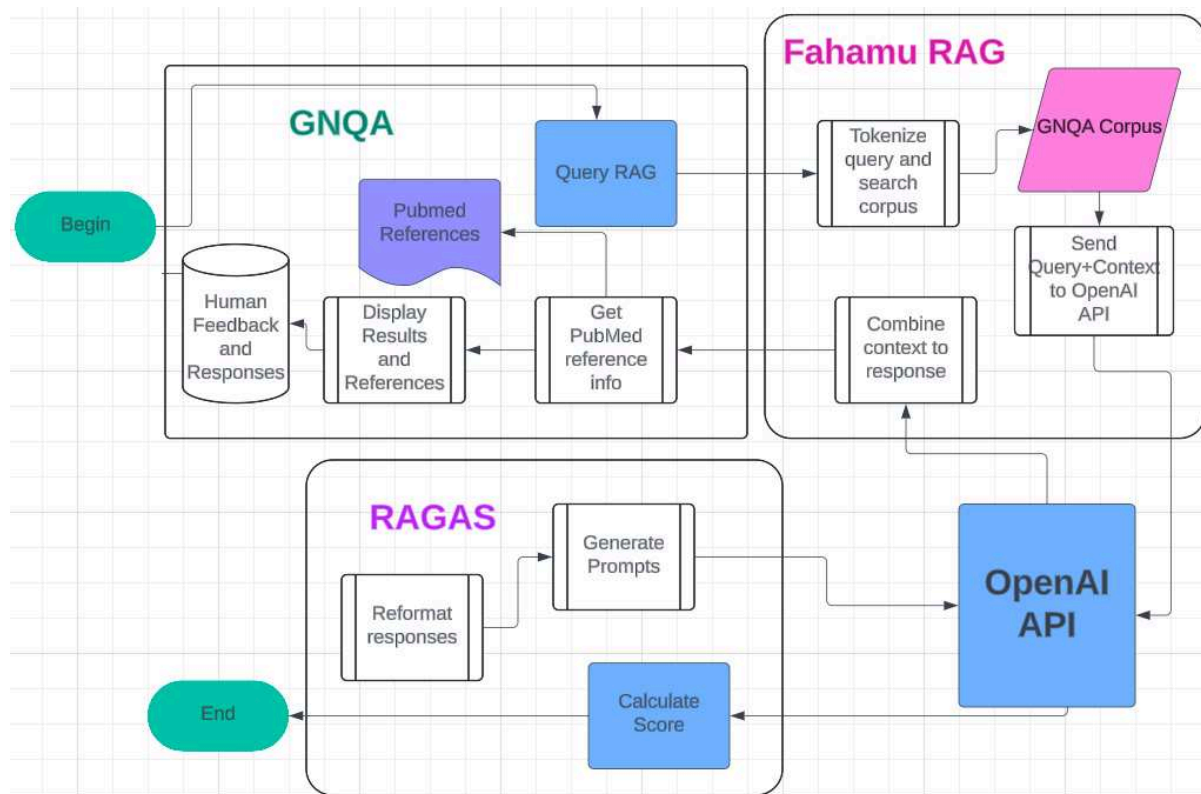 Fahamu RAG
GNQA
GNQA Corpus
Tokenize
query and
search
corpus
Query RAG
Pubmed
References
Begin
Send
Query+Context
to OpenAI
API
Human
Feedback
and
Responses
Display
Results
and
References
Get
PubMed
reference
info
Combine
context to
response
RAGAS
Generate
Prompts
Reformat
responses
OpenAI
API
Calculate
Score
End